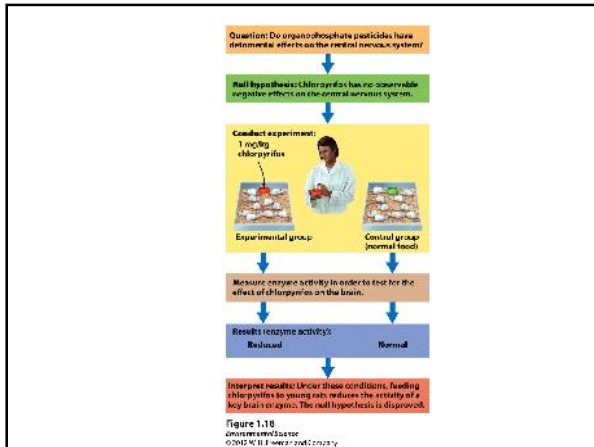 Question: Do organophosphate pesticides have
detrimental effects on the central nervous system?
Null hypothesis: Chlorpyrifos has no observable
negative effects on the central nervous system.
Conduct experiment:
1 mg/kg
chlorpyrifos
Experimental group
Control group
(normal food)
Measure enzyme activity in order to test for the
effect of chlorpyrifos on the brain.
Results (enzyme activity):
Reduced Normal
Interpret results: Under these conditions, feeding
chlorpyrifos to young rats reduces the activity of a
key brain enzyme. The null hypothesis is disproved.
Figure 1.16
Environmental Science
© 2012 W. H. Freeman and Company